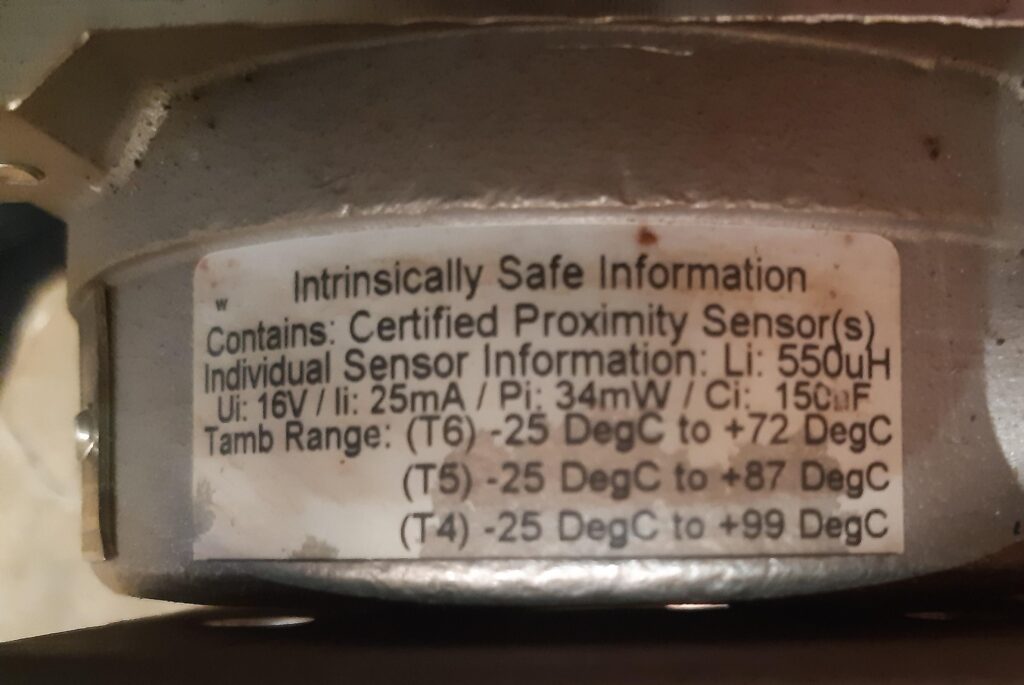 Intrinsically Safe Information
w
Contains: Certified Proximity Sensor(s)
Individual Sensor Information: Li: 550uH
Ui: 16V / Ii: 25mA / Pi: 34mW / Ci:
Tamb Range: (T6) -25 DegC to +72 DegC
(T5) -25 DegC to +87 DegC
(T4) -25 DegC to +99 DegC